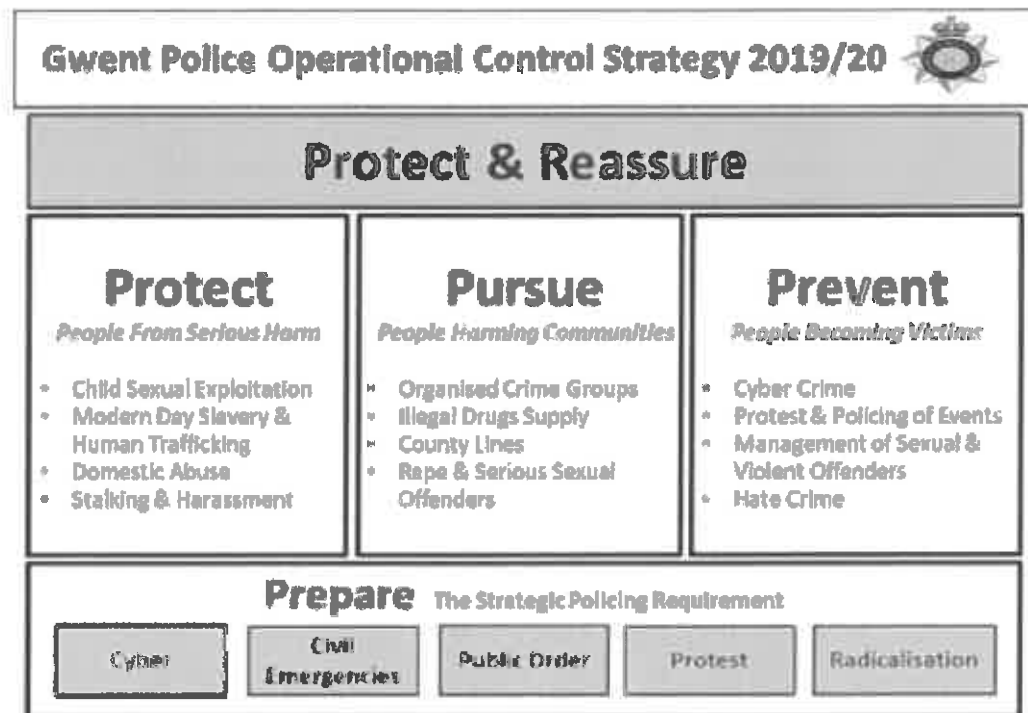 Gwent Police Operational Control Strategy 2019/20
Protect & Reassure
Protect
People From Serious Harm
• Child Sexual Exploitation
• Modern Day Slavery &
Human Trafficking
• Domestic Abuse
• Stalking & Harassment
Pursue
People Harming Communities
• Organised Crime Groups
• Illegal Drugs Supply
• County Lines
• Rape & Serious Sexual
Offenders
Prevent
People Becoming Victims
• Cyber Crime
• Protest & Policing of Events
• Management of Sexual &
Violent Offenders
• Hate Crime
Prepare The Strategic Policing Requirement
Cyber
Civil
Emergencies
Public Order
Protest
Radicalisation